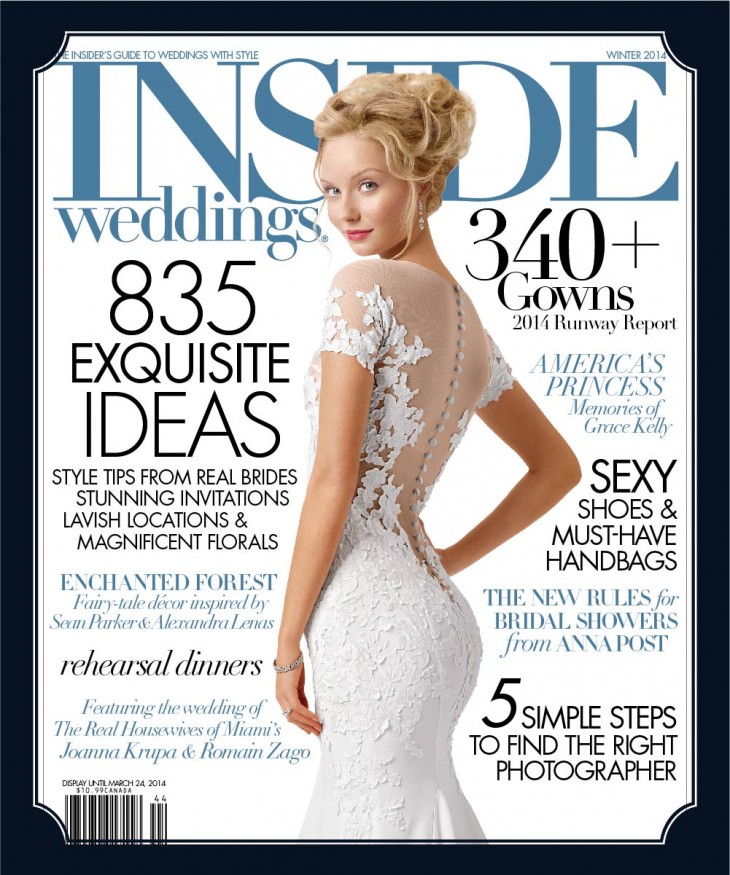 THE INSIDER'S GUIDE TO WEDDINGS WITH STYLE
WINTER 2014
INSIDE
weddings®
835
EXQUISITE
IDEAS
STYLE TIPS FROM REAL BRIDES
STUNNING INVITATIONS
LAVISH LOCATIONS &
MAGNIFICENT FLORALS
ENCHANTED FOREST
Fairy-tale décor inspired by
Sean Parker & Alexandra Lenas
rehearsal dinners
Featuring the wedding of
The Real Housewives of Miami's
Joanna Krupa & Romain Zago
DISPLAY UNTIL MARCH 24, 2014
$10.99CANADA
44
340+
Gowns
2014 Runway Report
AMERICA'S
PRINCESS
Memories of
Grace Kelly
SEXY
SHOES &
MUST-HAVE
HANDBAGS
THE NEW RULES for
BRIDAL SHOWERS
from ANNA POST
5 SIMPLE STEPS
TO FIND THE RIGHT
PHOTOGRAPHER